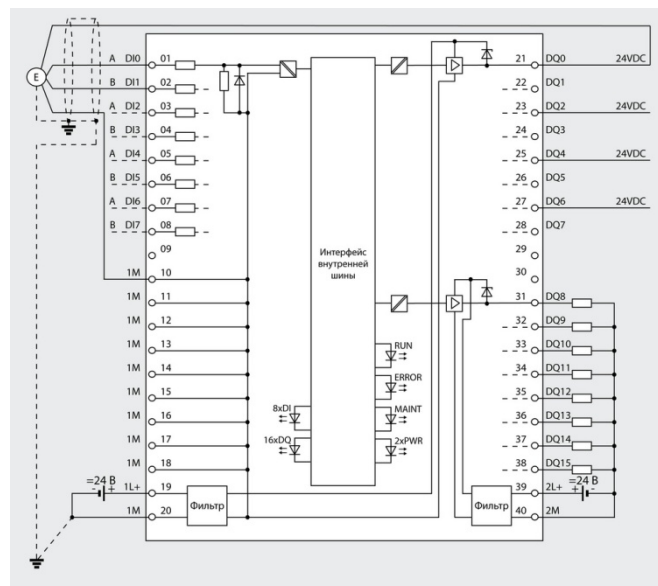 A DI0 01
B DI1 02
A DI2 03
B DI3 04
A DI4 05
B DI5 06
A DI6 07
B DI7 08
09
1M 10
1M 11
1M 12
1M 13
1M 14
1M 15
1M 16
1M 17
1M 18
=24 В
- + 1L+ 19
1M 20
E
Фильтр
Интерфейс
внутренней
шины
RUN
ERROR
8xDI
MAINT
16xDO
2xPWR
21 DQ0 24VDC
22 DQ1
23 DQ2 24VDC
24 DQ3
25 DQ4 24VDC
26 DQ5
27 DQ6 24VDC
28 DQ7
29
30
31 DQ8
32 DQ9
33 DQ10
34 DQ11
35 DQ12
36 DQ13
37 DQ14
38 DQ15
39 2L+ + -
=24 В
40 2M
Фильтр